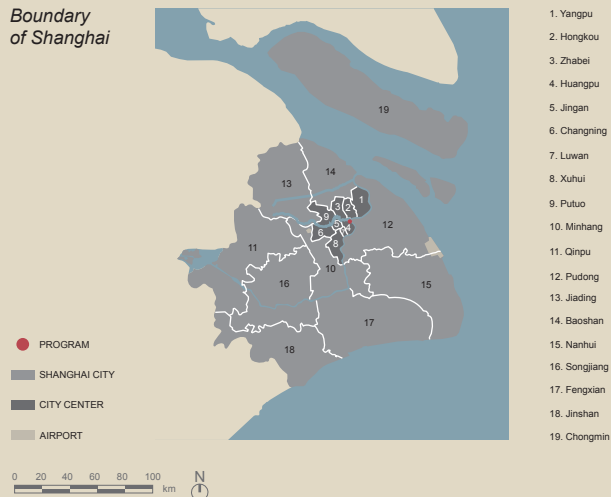 Boundary
of Shanghai
1. Yangpu
2. Hongkou
3. Zhabei
4. Huangpu
5. Jingan
6. Changning
7. Luwan
8. Xuhui
9. Putuo
10. Minhang
11. Qinpu
12. Pudong
13. Jiading
14. Baoshan
15. Nanhui
16. Songjiang
17. Fengxian
18. Jinshan
19. Chongmin
19
14
13
1
2
3
9
12
5
4
6
8
11
10
15
16
17
18
PROGRAM
SHANGHAI CITY
CITY CENTER
AIRPORT
0 20 40 60 80 100
km
N